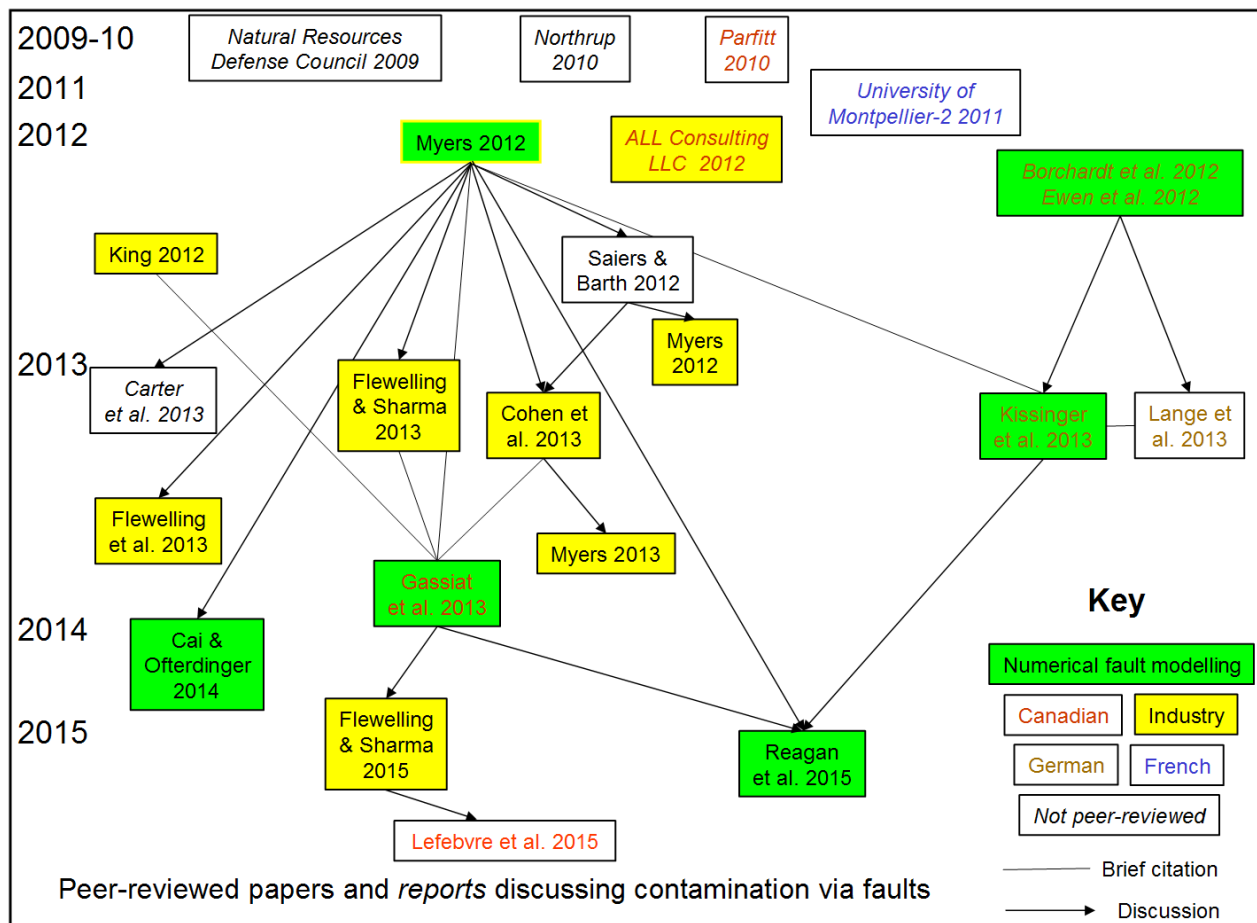 2009-10
Natural Resources
Defense Council 2009
Northrup
2010
Parfitt
2010
2011
University of
Montpellier-2 2011
2012
Myers 2012
ALL Consulting
LLC 2012
Borchardt et al. 2012
Ewen et al. 2012
King 2012
Saiers &
Barth 2012
Myers
2012
2013
Carter
et al. 2013
Flewelling
& Sharma
2013
Cohen et
al. 2013
Kissinger
et al. 2013
Lange et
al. 2013
Flewelling
et al. 2013
Myers 2013
Gassiat
et al. 2013
2014
Cai &
Ofterdinger
2014
Flewelling
& Sharma
2015
2015
Reagan
et al. 2015
Lefebvre et al. 2015
Key
Numerical fault modelling
Canadian
Industry
German
French
Not peer-reviewed
Brief citation
Discussion
Peer-reviewed papers and reports discussing contamination via faults